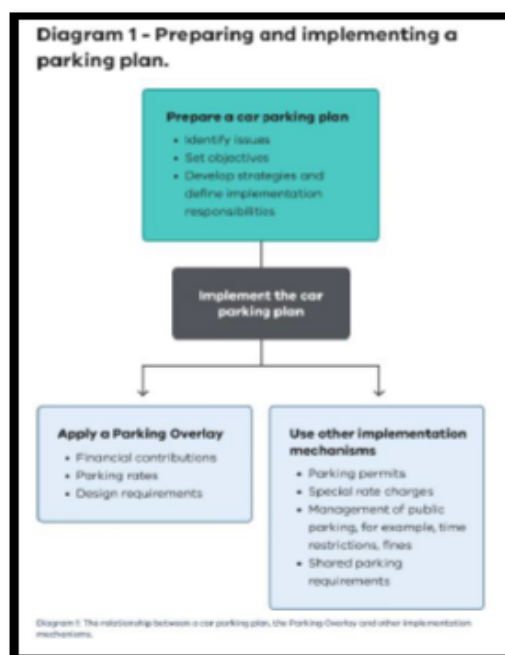 Diagram 1 - Preparing and implementing a
parking plan.
Prepare a car parking plan
• Identify issues
• Set objectives
• Develop strategies and
define implementation
responsibilities
Implement the car
parking plan
Apply a Parking Overlay
• Financial contributions
• Parking rates
• Design requirements
Use other implementation
mechanisms
• Parking permits
• Special rate charges
• Management of public
parking, for example, time
restrictions, fines
• Shared parking
requirements
Diagram 1: The relationship between a car parking plan, the Parking Overlay and other implementation
mechanisms.